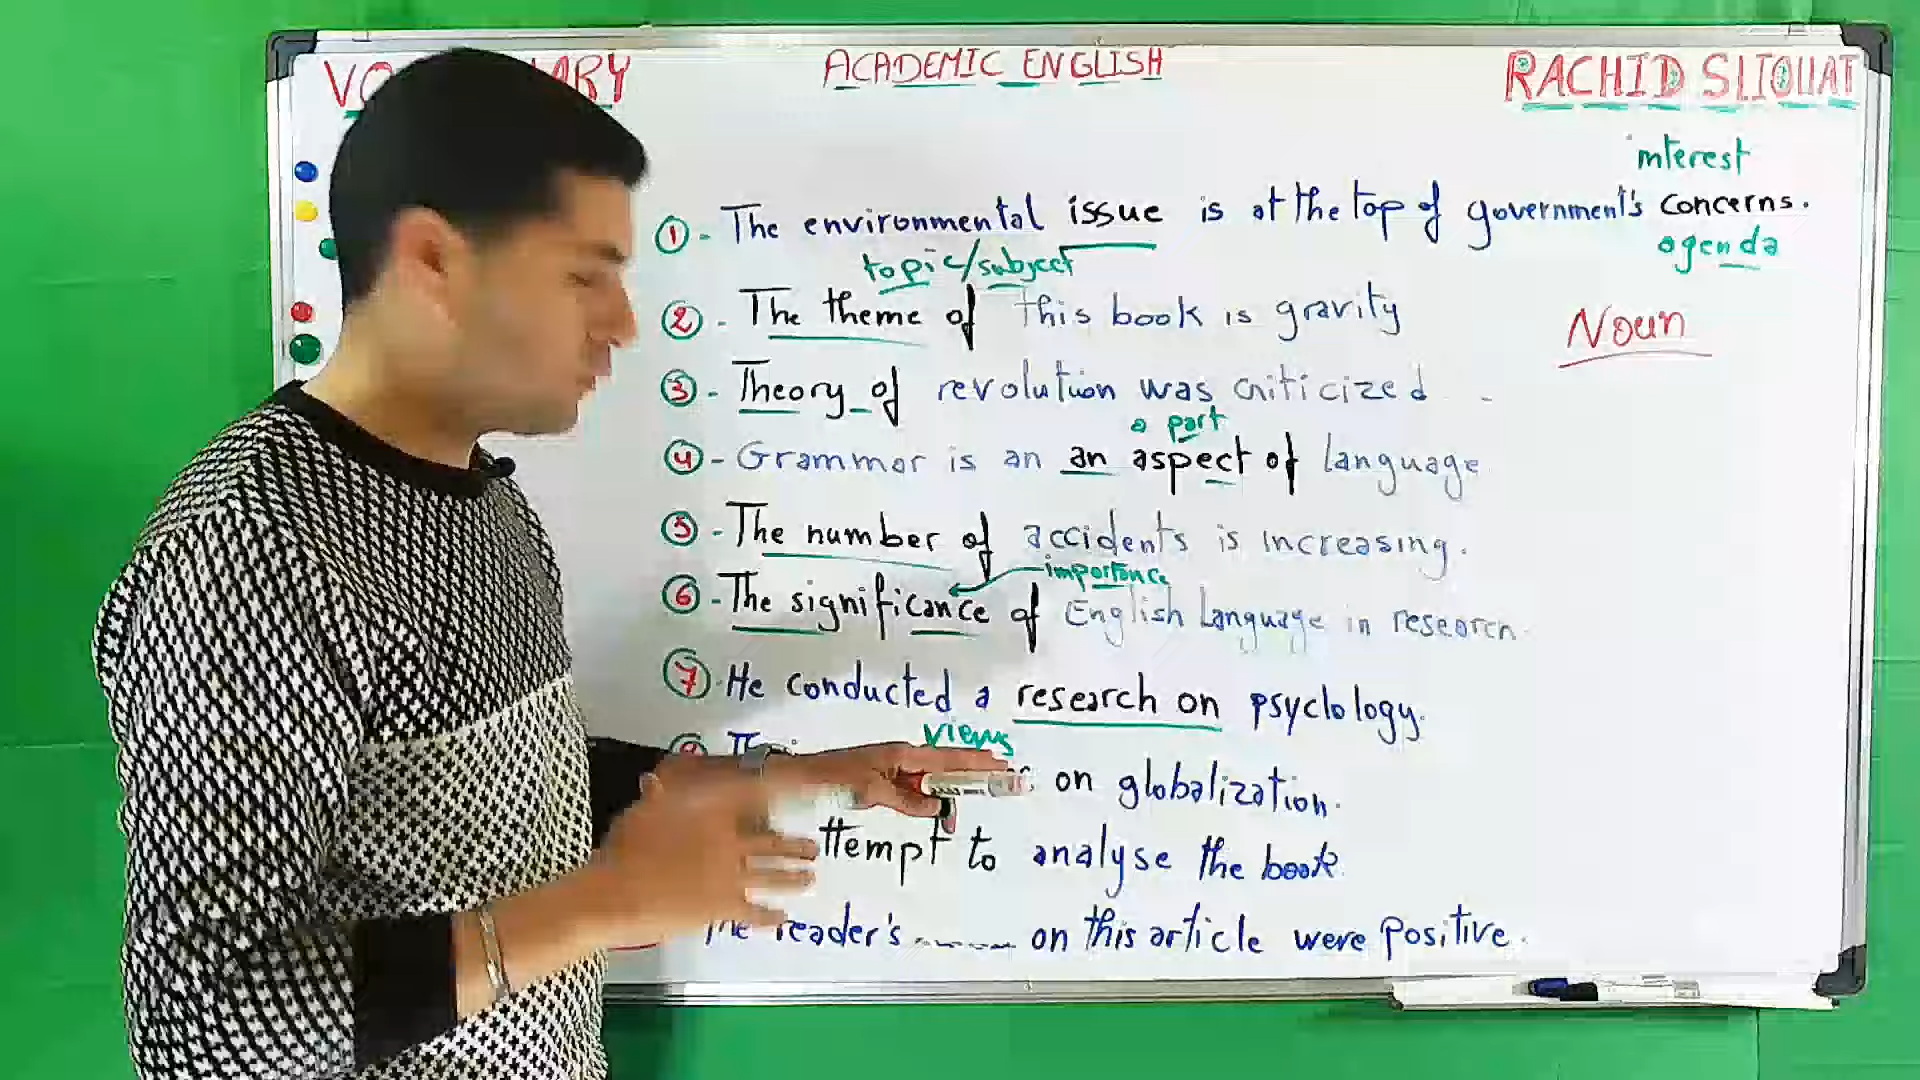 ACADEMIC ENGLISH
RACHID SLIOUAT
interest
1 - The environmental issue is at the top of government's concerns.
agenda
topic/subject
2 - The theme of this book is gravity
Noun
3 - Theory of revolution was criticized
a part
4 - Grammar is an an aspect of language
5 - The number of accidents is increasing.
importance
6 - The significance of English Language in research.
7 He conducted a research on psyclology.
views
on globalization.
ttempt to analyse the book.
The reader's ........ on this article were positive.